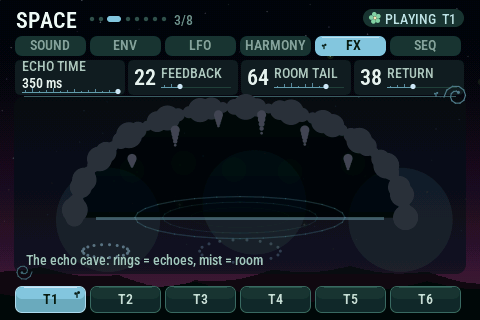 SPACE
3/8
PLAYING T1
SOUND
ENV
LFO
HARMONY
FX
SEQ
ECHO TIME
350 ms
22 FEEDBACK
64 ROOM TAIL
38 RETURN
The echo cave: rings = echoes, mist = room
T1
T2
T3
T4
T5
T6